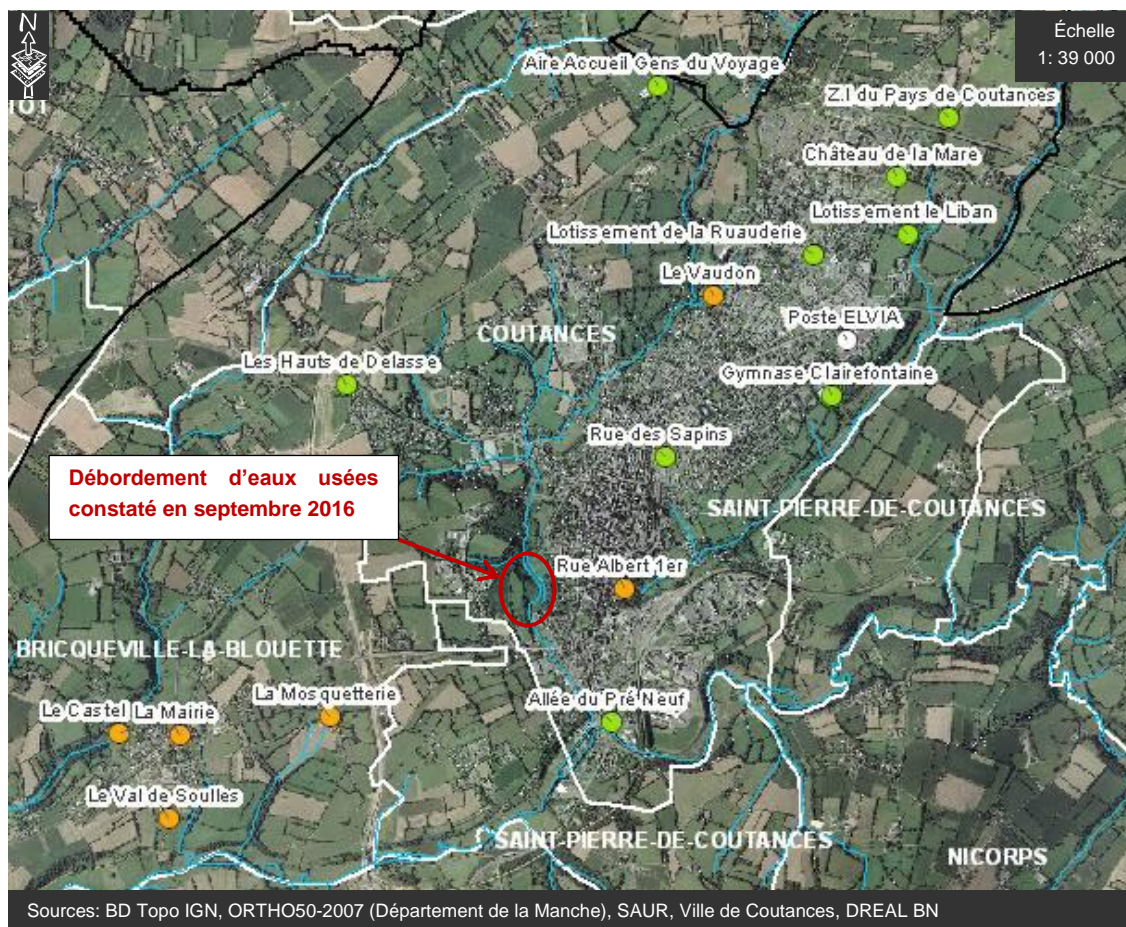 N
Échelle
1: 39 000
Aire Accueil Gens du Voyage
Z.I du Pays de Coutances
Château de la Mare
Lotissement le Liban
Lotissement de la Ruauderie
Le Vaudon
Poste ELVIA
COUTANCES
Les Hauts de Delasse
Gymnase Clairefontaine
Rue des Sapins
Débordement d'eaux usées
constaté en septembre 2016
SAINT-PIERRE-DE-COUTANCES
Rue Albert 1er
BRICQUEVILLE-LA-BLOUETTE
La Mosquetterie
Le Castel
La Mairie
Allée du Pré Neuf
Le Val de Soulles
SAINT-PIERRE-DE-COUTANCES
NICORPS
Sources: BD Topo IGN, ORTHO50-2007 (Département de la Manche), SAUR, Ville de Coutances, DREAL BN